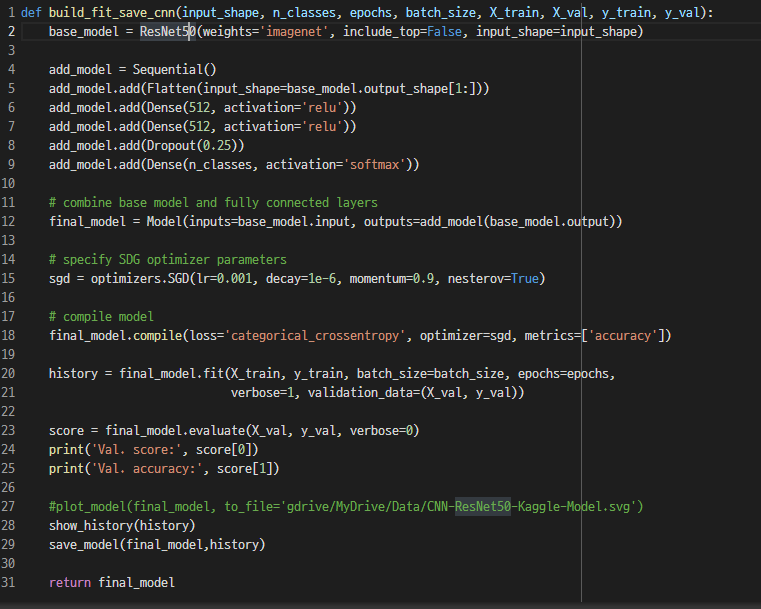 1 def build_fit_save_cnn(input_shape, n_classes, epochs, batch_size, X_train, X_val, y_train, y_val):
2     base_model = ResNet50(weights='imagenet', include_top=False, input_shape=input_shape)
3
4     add_model = Sequential()
5     add_model.add(Flatten(input_shape=base_model.output_shape[1:]))
6     add_model.add(Dense(512, activation='relu'))
7     add_model.add(Dense(512, activation='relu'))
8     add_model.add(Dropout(0.25))
9     add_model.add(Dense(n_classes, activation='softmax'))
10
11     # combine base model and fully connected layers
12     final_model = Model(inputs=base_model.input, outputs=add_model(base_model.output))
13
14     # specify SDG optimizer parameters
15     sgd = optimizers.SGD(lr=0.001, decay=1e-6, momentum=0.9, nesterov=True)
16
17     # compile model
18     final_model.compile(loss='categorical_crossentropy', optimizer=sgd, metrics=['accuracy'])
19
20     history = final_model.fit(X_train, y_train, batch_size=batch_size, epochs=epochs,
21                               verbose=1, validation_data=(X_val, y_val))
22
23     score = final_model.evaluate(X_val, y_val, verbose=0)
24     print('Val. score:', score[0])
25     print('Val. accuracy:', score[1])
26
27     #plot_model(final_model, to_file='gdrive/MyDrive/Data/CNN-ResNet50-Kaggle-Model.svg')
28     show_history(history)
29     save_model(final_model,history)
30
31     return final_model